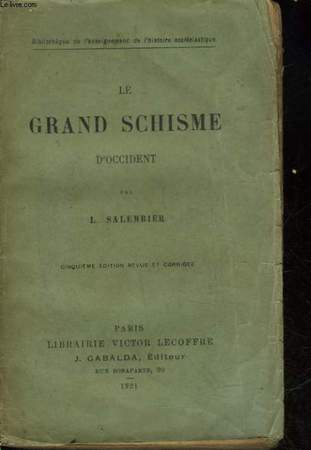 Bibliothèque de l'enseignement de l'histoire ecclésiastique
LE
GRAND SCHISME
D'OCCIDENT
PAR
L. SALEMBIER
CINQUIÈME ÉDITION REVUE ET CORRIGÉE
PARIS
LIBRAIRIE VICTOR LECOFFRE
J. GABALDA, Éditeur
RUE BONAPARTE, 90
1921